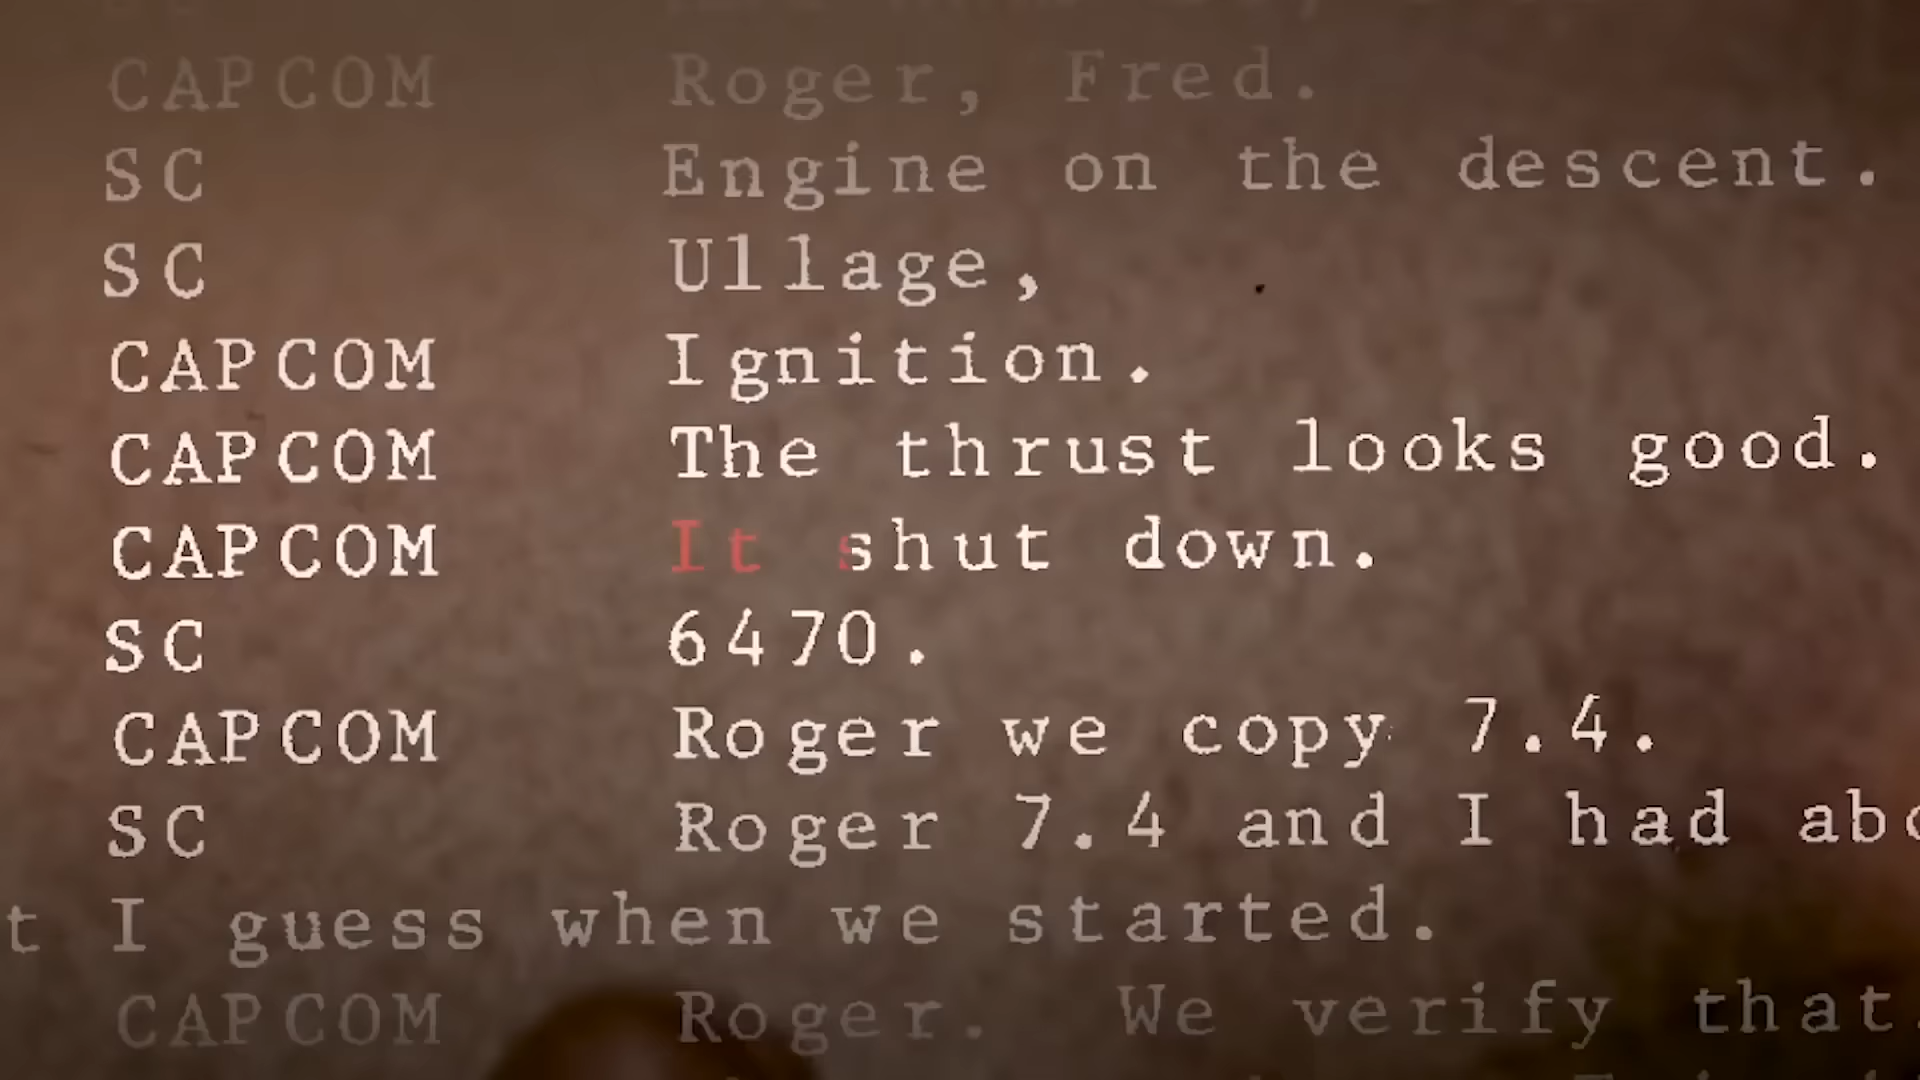 CAPCOM Roger, Fred.
SC Engine on the descent.
SC Ullage,
CAPCOM Ignition.
CAPCOM The thrust looks good.
CAPCOM It shut down.
SC 6470.
CAPCOM Roger we copy 7.4.
SC Roger 7.4 and I had
I guess when we started.
CAPCOM Roger. We verify that